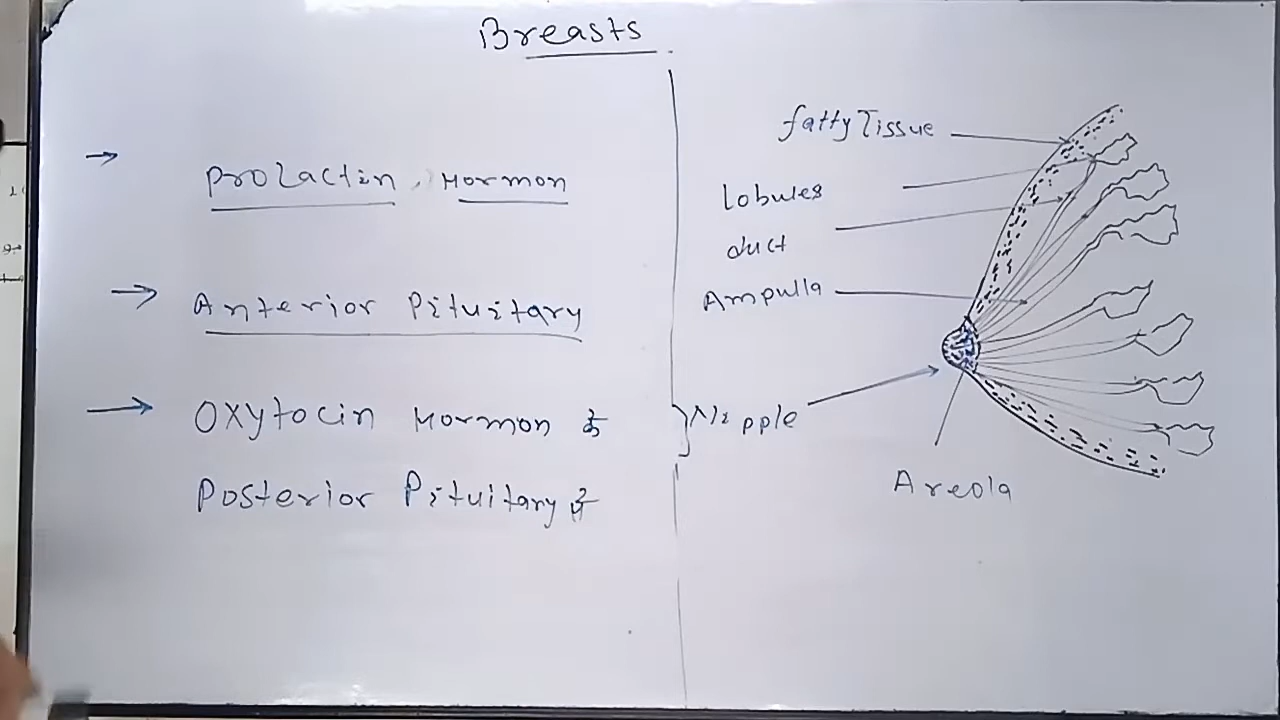 Breasts
Prolactin, Hormon
Anterior Pituitary
Oxytocin Hormon
Posterior Pituitary
fatty Tissue
Lobules
duct
Ampulla
Nipple
Areola